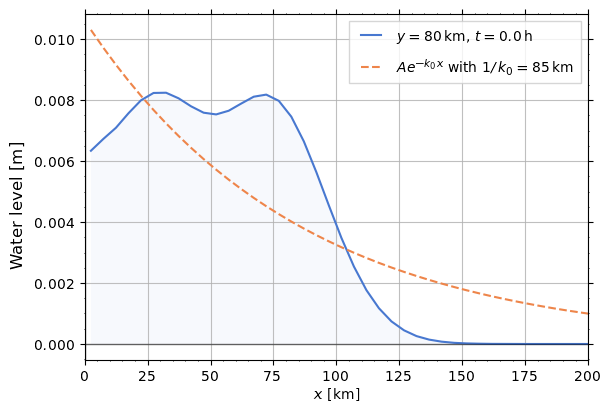 y = 80 km, t = 0.0 h
Ae^{-k_0 x} with 1/k_0 = 85 km
0.010
0.008
0.006
0.004
0.002
0.000
Water level [m]
0 25 50 75 100 125 150 175 200
x [km]